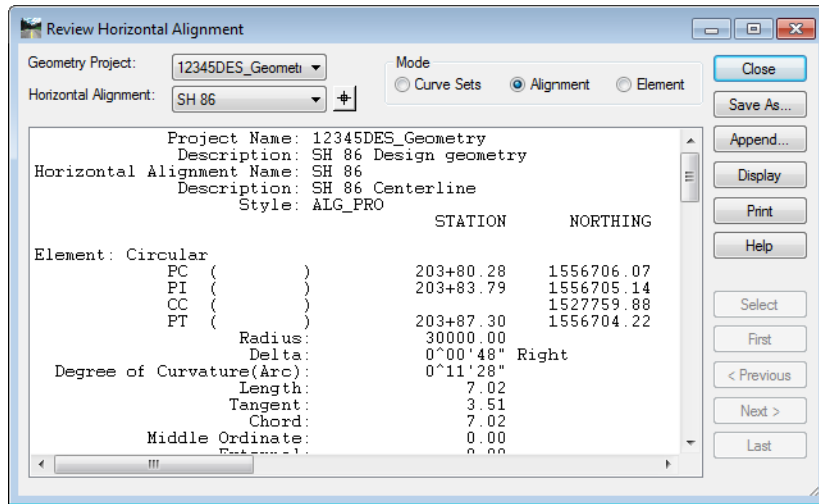 Review Horizontal Alignment
Geometry Project: 12345DES_Geometr
Mode
Curve Sets Alignment Element
Horizontal Alignment: SH 86
Close
Save As...
Append...
Display
Print
Help
Select
First
< Previous
Next >
Last
Project Name: 12345DES_Geometry
Description: SH 86 Design geometry
Horizontal Alignment Name: SH 86
Description: SH 86 Centerline
Style: ALG_PRO
STATION NORTHING
Element: Circular
PC ( ) 203+80.28 1556706.07
PI ( ) 203+83.79 1556705.14
CC ( ) 1527759.88
PT ( ) 203+87.30 1556704.22
Radius: 30000.00
Delta: 0^00'48" Right
Degree of Curvature(Arc): 0^11'28"
Length: 7.02
Tangent: 3.51
Chord: 7.02
Middle Ordinate: 0.00
External: 0.00